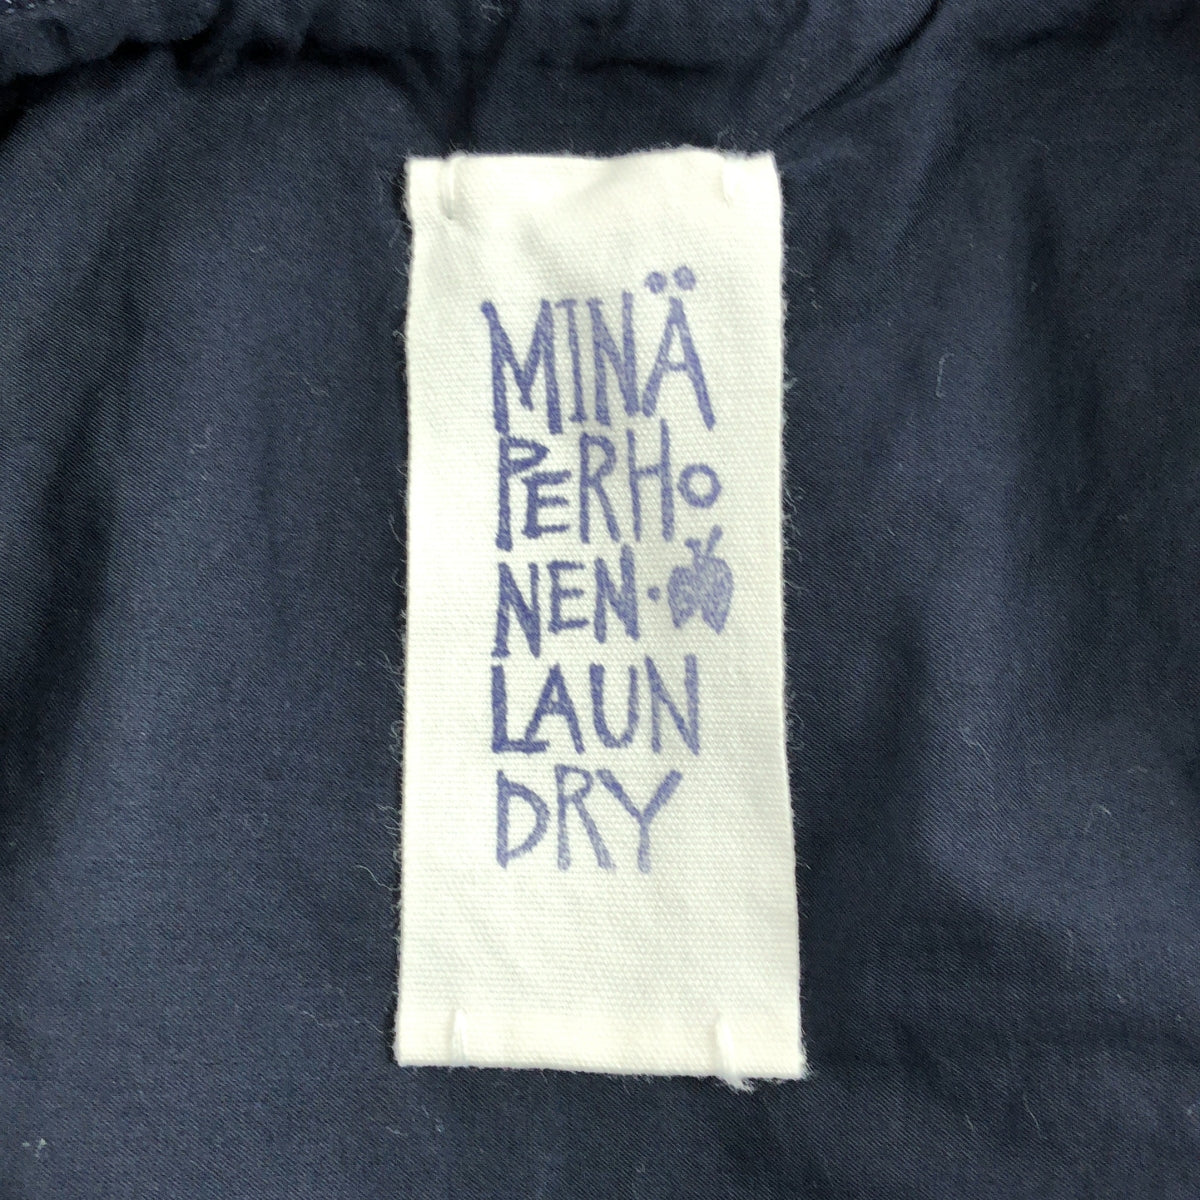 MINÄ
PERHO
NEN·
LAUN
DRY